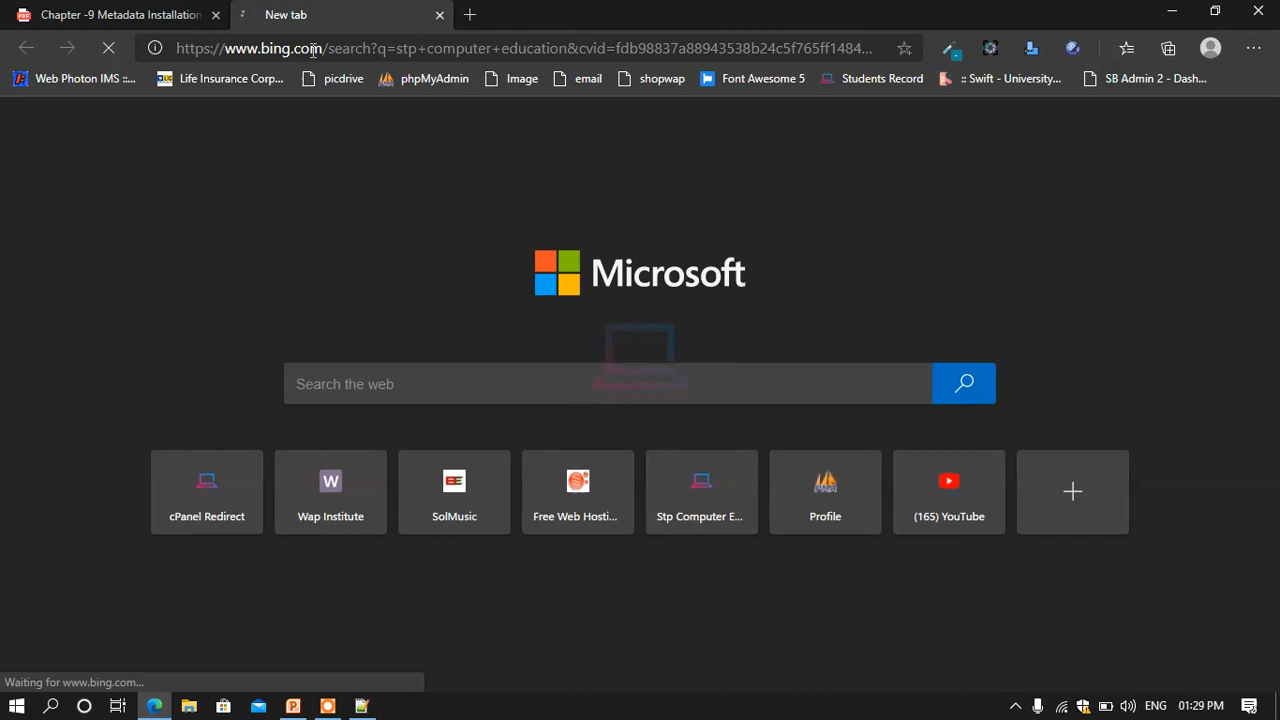 Chapter -9 Metadata Installation
New tab
https://www.bing.com/search?q=stp+computer+education&cvid=fdb98837a88943538b24c5f765ff1484...
Web Photon IMS ::...
Life Insurance Corp...
picdrive
phpMyAdmin
Image
email
shopwap
Font Awesome 5
Students Record
:: Swift - University...
SB Admin 2 - Dash...
Microsoft
Search the web
cPanel Redirect
W
Wap Institute
BE
SolMusic
Free Web Hosti...
Stp Computer E...
Profile
(165) YouTube
Waiting for www.bing.com...
ENG
01:29 PM